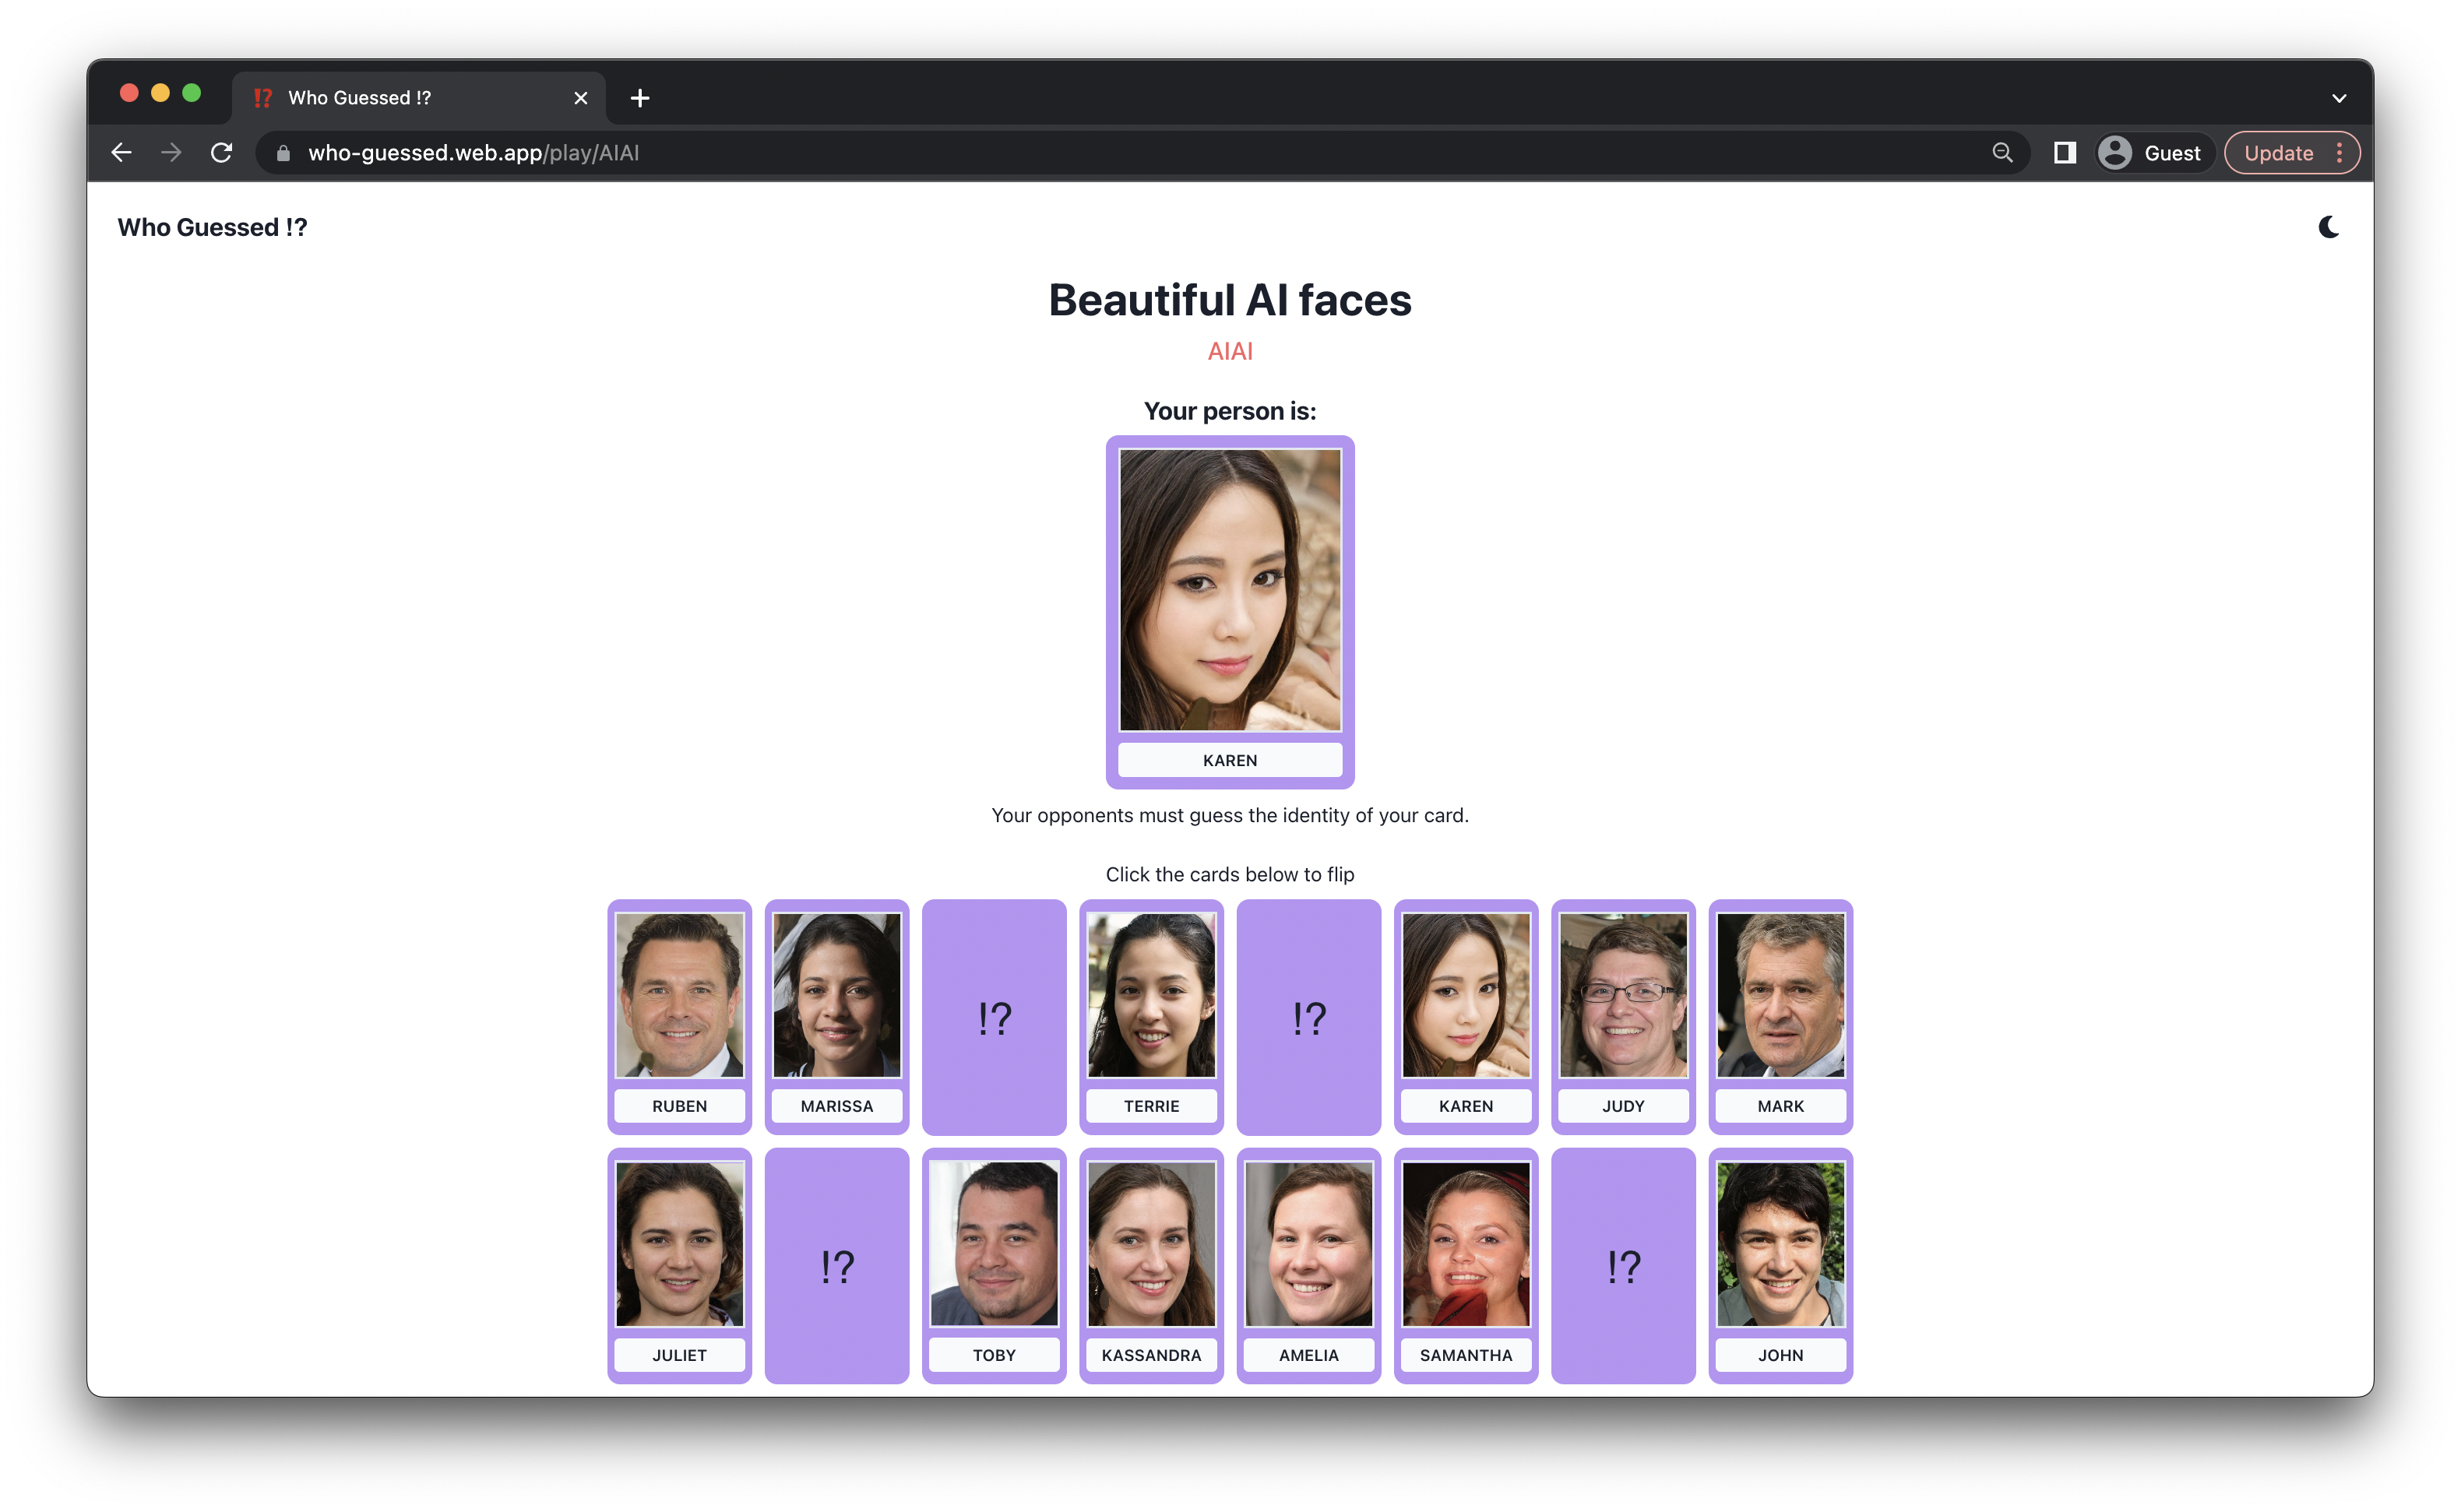 !? Who Guessed !?
who-guessed.web.app/play/AIAI
Guest
Update
Who Guessed !?
Beautiful AI faces
AIAI
Your person is:
KAREN
Your opponents must guess the identity of your card.
Click the cards below to flip
!? !?
RUBEN MARISSA TERRIE KAREN JUDY MARK
!? !?
JULIET TOBY KASSANDRA AMELIA SAMANTHA JOHN